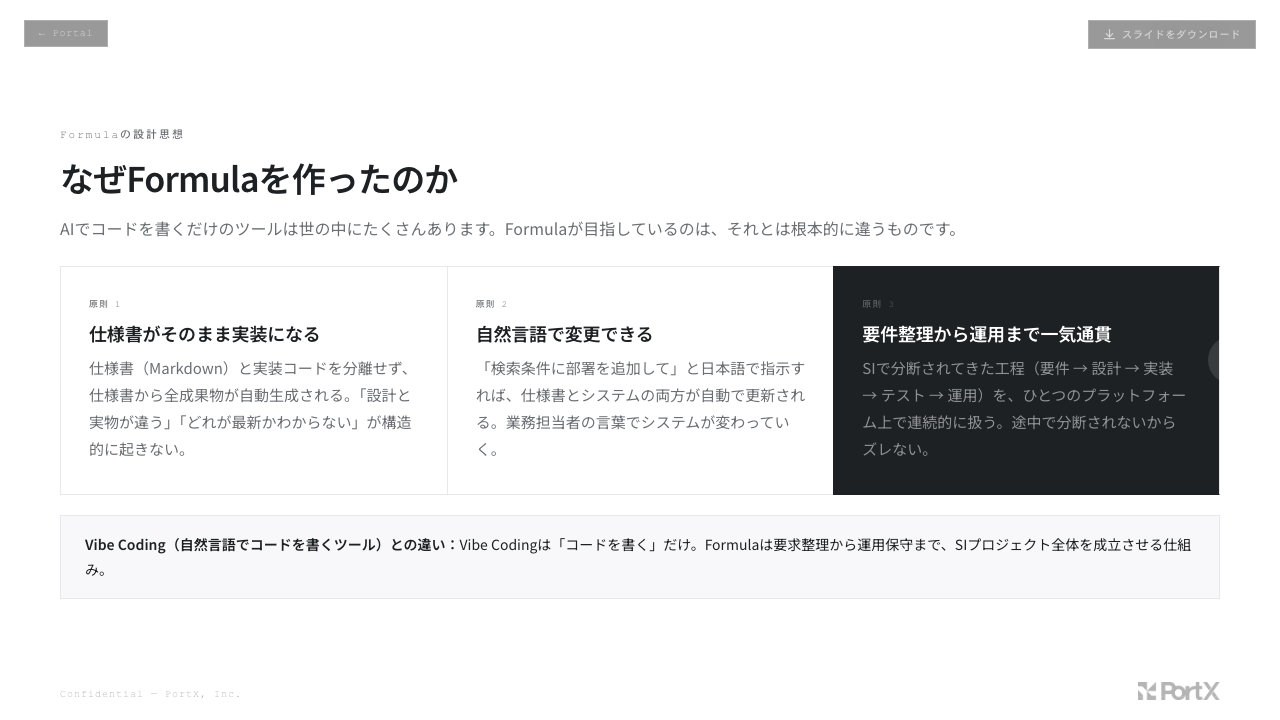 ← Portal
スライドをダウンロード
Formulaの設計思想
なぜFormulaを作ったのか
AIでコードを書くだけのツールは世の中にたくさんあります。Formulaが目指しているのは、それとは根本的に違うものです。
原則 1
仕様書がそのまま実装になる
仕様書（Markdown）と実装コードを分離せず、
仕様書から全成果物が自動生成される。「設計と
実物が違う」「どれが最新かわからない」が構造
的に起きない。
原則 2
自然言語で変更できる
「検索条件に部署を追加して」と日本語で指示す
れば、仕様書とシステムの両方が自動で更新され
る。業務担当者の言葉でシステムが変わってい
く。
原則 3
要件整理から運用まで一気通貫
SIで分断されてきた工程（要件 → 設計 → 実装
→ テスト → 運用）を、ひとつのプラットフォー
ム上で連続的に扱う。途中で分断されないから
ズレない。
Vibe Coding（自然言語でコードを書くツール）との違い：Vibe Codingは「コードを書く」だけ。Formulaは要求整理から運用保守まで、SIプロジェクト全体を成立させる仕組
み。
Confidential — PortX, Inc.
PortX